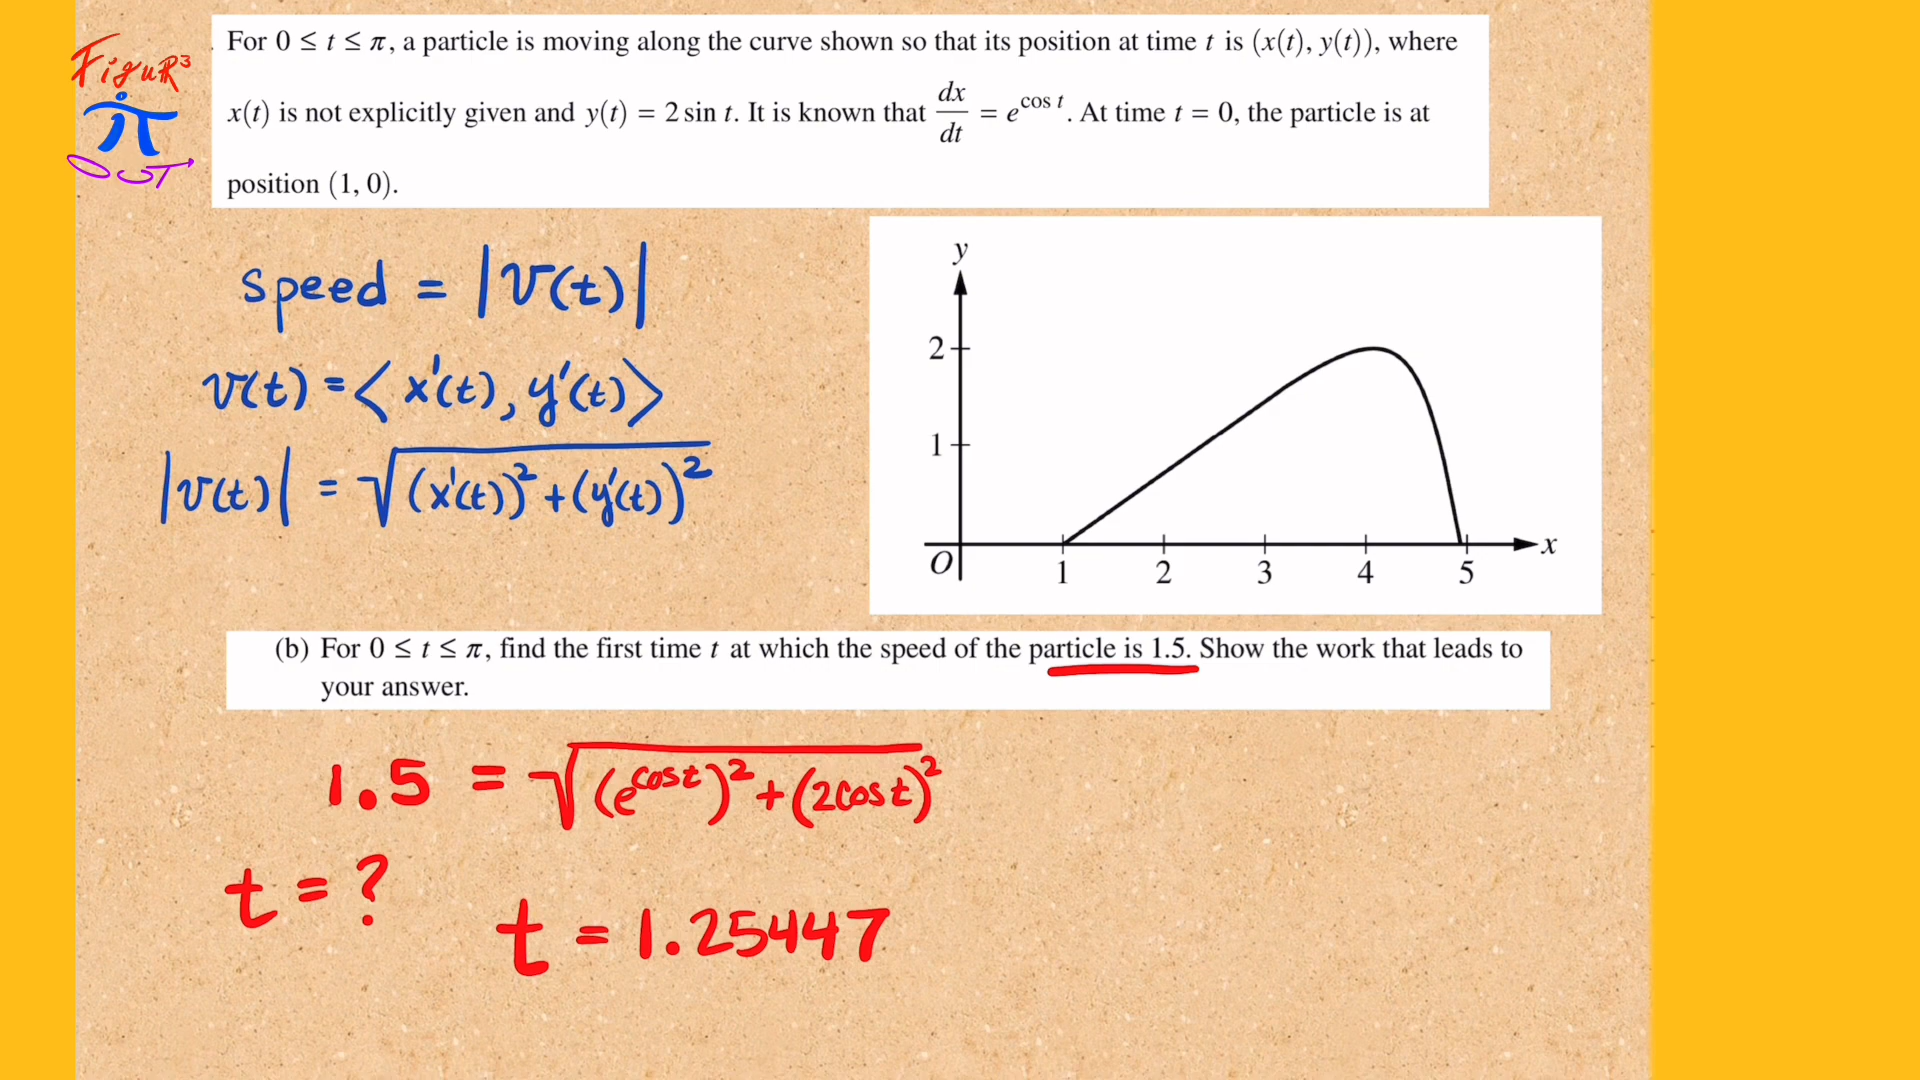 FiguR³
π
OUT
For 0 ≤ t ≤ π, a particle is moving along the curve shown so that its position at time t is (x(t), y(t)), where
x(t) is not explicitly given and y(t) = 2 sin t. It is known that dx/dt = e^(cos t). At time t = 0, the particle is at
position (1, 0).
speed = |v(t)|
v(t) = ⟨x'(t), y'(t)⟩
|v(t)| = √((x'(t))² + (y'(t))²)
y
2
1
O
1 2 3 4 5
x
(b) For 0 ≤ t ≤ π, find the first time t at which the speed of the particle is 1.5. Show the work that leads to
your answer.
1.5 = √((e^(cos t))² + (2cos t)²)
t = ?
t = 1.25447